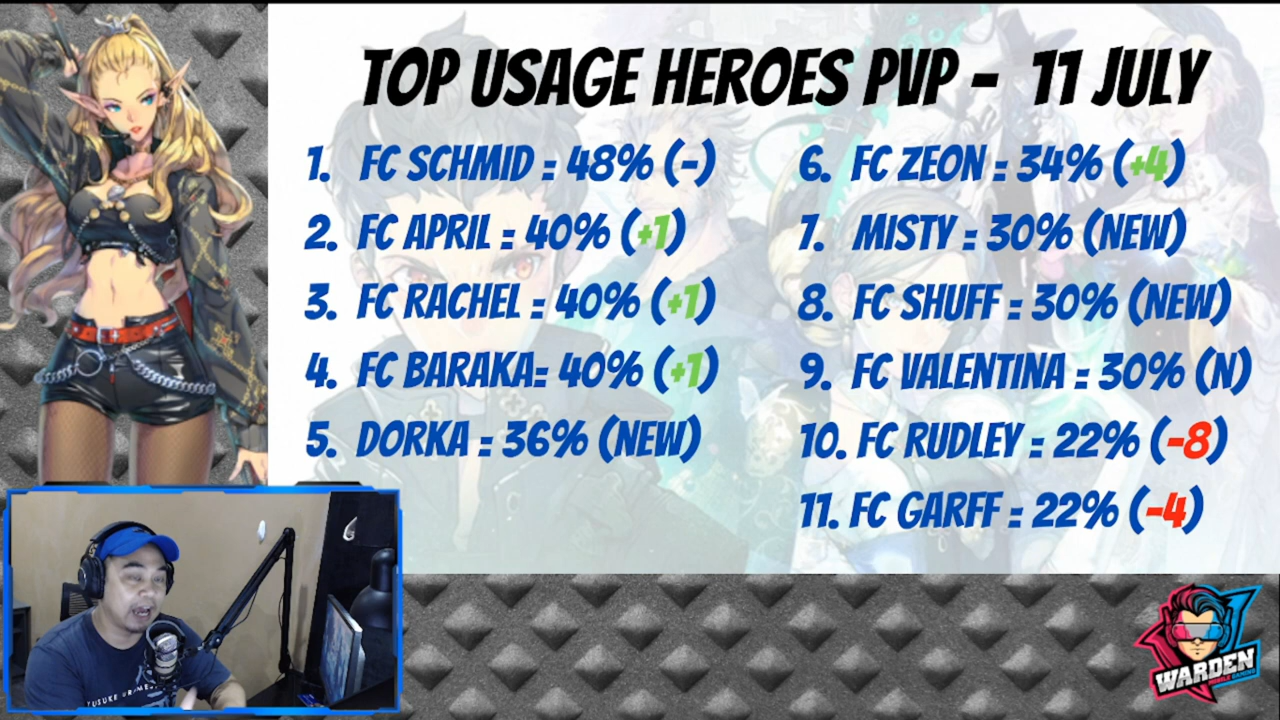 TOP USAGE HEROES PVP - 11 JULY
1. FC SCHMID = 48% (-)
2. FC APRIL = 40% (+1)
3. FC RACHEL = 40% (+1)
4. FC BARAKA= 40% (+1)
5. DORKA = 36% (NEW)
6. FC ZEON = 34% (+4)
7. MISTY = 30% (NEW)
8. FC SHUFF = 30% (NEW)
9. FC VALENTINA = 30% (N)
10. FC RUDLEY = 22% (-8)
11. FC GARFF = 22% (-4)
WARDEN
MOBILE GAMING